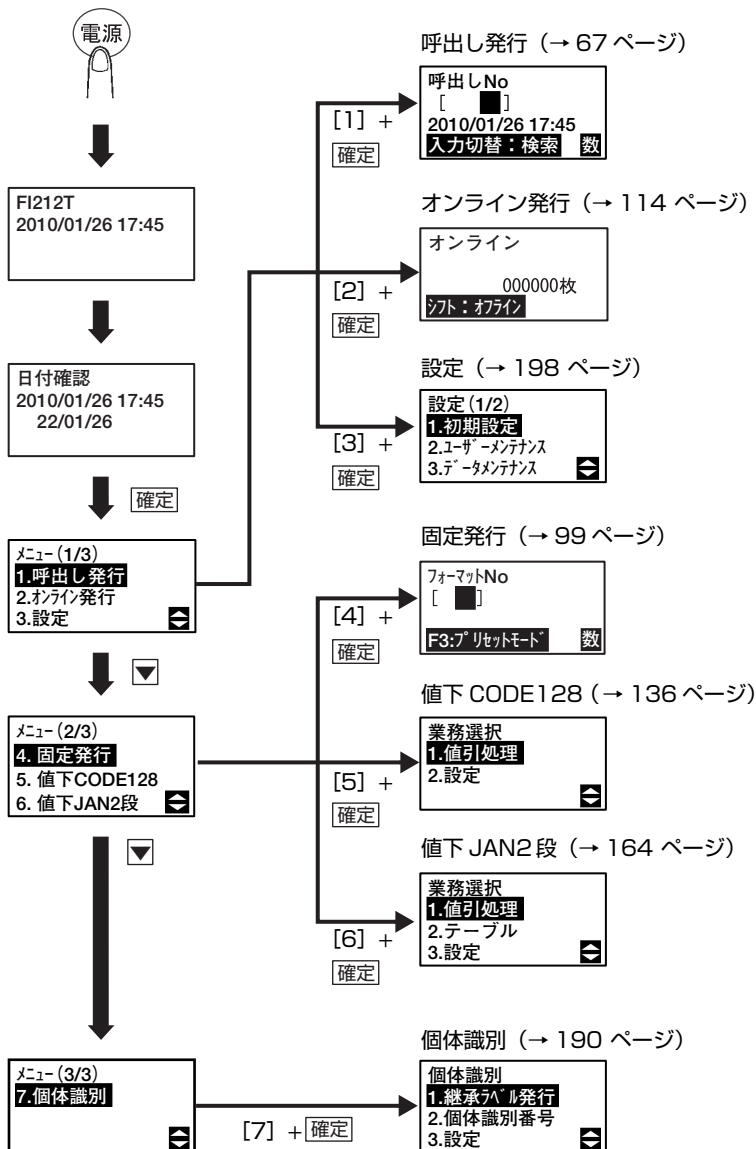 電源
FI212T
2010/01/26 17:45
日付確認
2010/01/26 17:45
22/01/26
確定
ﾒﾆｭｰ(1/3)
1.呼出し発行
2.ｵﾝﾗｲﾝ発行
3.設定
[1] +
確定
呼出し発行(→ 67 ページ)
呼出しNo
[ ]
2010/01/26 17:45
入力切替:検索 数
[2] +
確定
オンライン発行(→ 114 ページ)
オンライン
000000枚
ｼﾌﾄ:ｵﾌﾗｲﾝ
[3] +
確定
設定(→ 198 ページ)
設定(1/2)
1.初期設定
2.ﾕｰｻﾞｰﾒﾝﾃﾅﾝｽ
3.ﾃﾞｰﾀﾒﾝﾃﾅﾝｽ
▼
ﾒﾆｭｰ(2/3)
4. 固定発行
5. 値下CODE128
6. 値下JAN2段
[4] +
確定
固定発行(→ 99 ページ)
ﾌｫｰﾏｯﾄNo
[ ]
F3:ﾌﾟﾘｾｯﾄﾓｰﾄﾞ 数
[5] +
確定
値下 CODE128(→ 136 ページ)
業務選択
1.値引処理
2.設定
[6] +
確定
値下 JAN2 段(→ 164 ページ)
業務選択
1.値引処理
2.テーブル
3.設定
▼
ﾒﾆｭｰ(3/3)
7.個体識別
[7] + 確定
個体識別(→ 190 ページ)
個体識別
1.継承ﾗﾍﾞﾙ発行
2.個体識別番号
3.設定